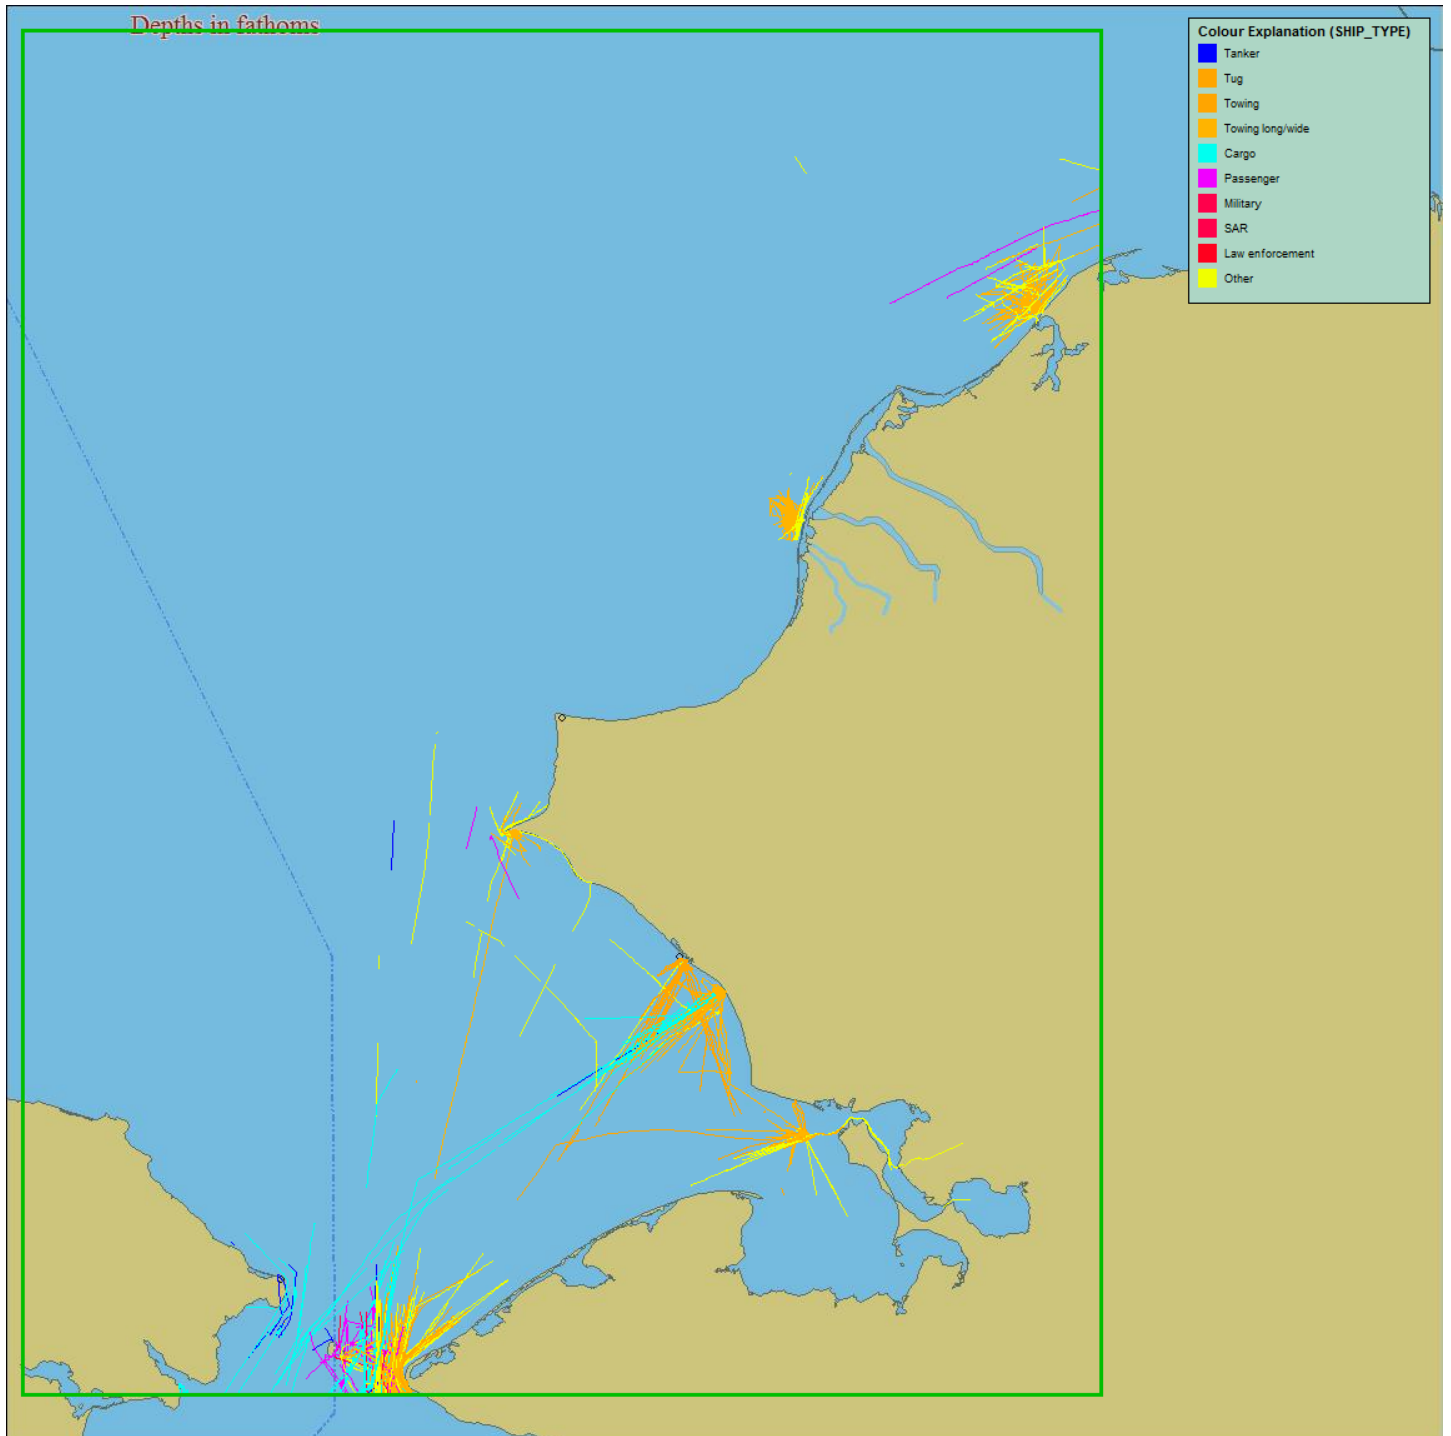 Depths in fathoms
Colour Explanation (SHIP_TYPE)
Tanker
Tug
Towing
Towing long/wide
Cargo
Passenger
Military
SAR
Law enforcement
Other